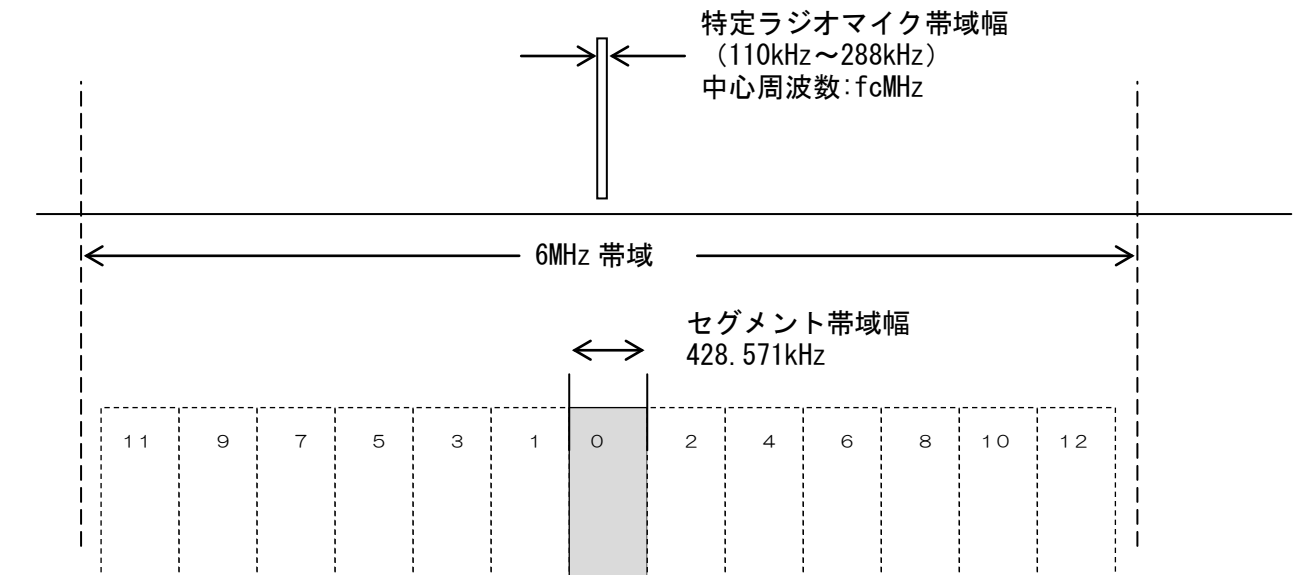 特定ラジオマイク帯域幅
（110kHz～288kHz）
中心周波数:fcMHz
6MHz 帯域
セグメント帯域幅
428.571kHz
11 9 7 5 3 1 0 2 4 6 8 10 12